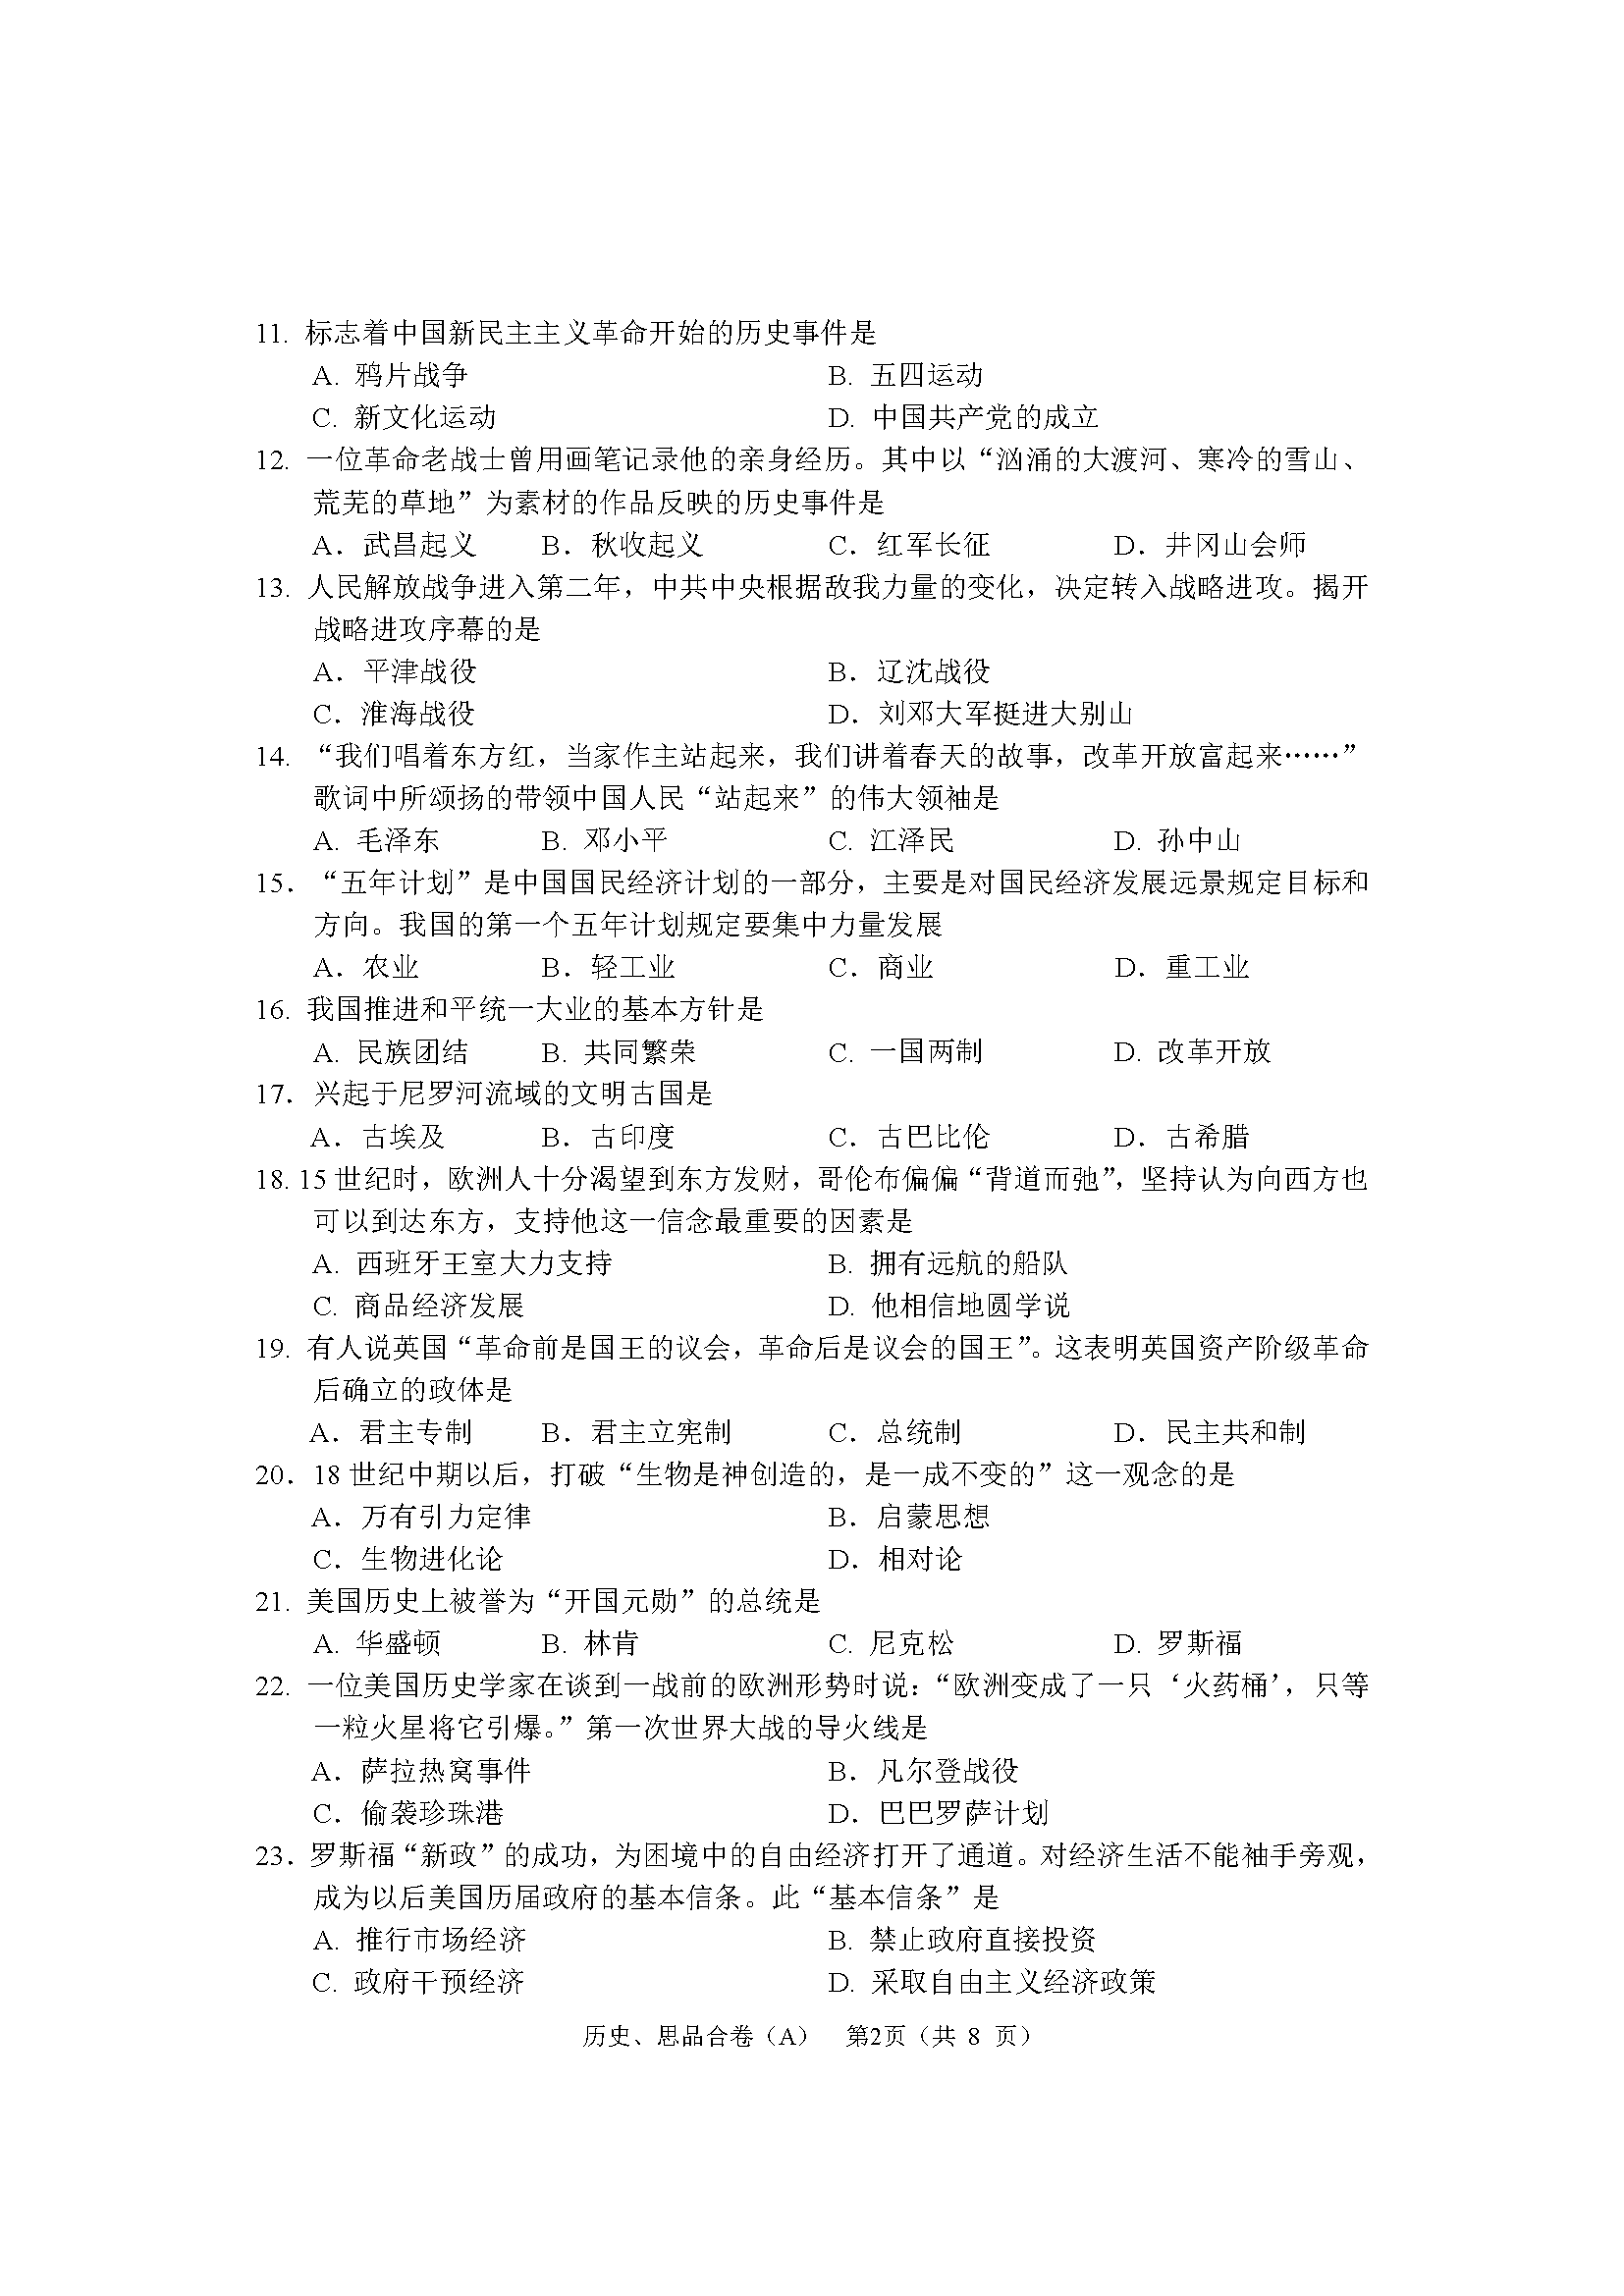 11. 标志着中国新民主主义革命开始的历史事件是
A. 鸦片战争 B. 五四运动
C. 新文化运动 D. 中国共产党的成立
12. 一位革命老战士曾用画笔记录他的亲身经历。其中以“汹涌的大渡河、寒冷的雪山、
荒芜的草地”为素材的作品反映的历史事件是
A．武昌起义 B．秋收起义 C．红军长征 D．井冈山会师
13. 人民解放战争进入第二年，中共中央根据敌我力量的变化，决定转入战略进攻。揭开
战略进攻序幕的是
A．平津战役 B．辽沈战役
C．淮海战役 D．刘邓大军挺进大别山
14. “我们唱着东方红，当家作主站起来，我们讲着春天的故事，改革开放富起来……”
歌词中所颂扬的带领中国人民“站起来”的伟大领袖是
A. 毛泽东 B. 邓小平 C. 江泽民 D. 孙中山
15．“五年计划”是中国国民经济计划的一部分，主要是对国民经济发展远景规定目标和
方向。我国的第一个五年计划规定要集中力量发展
A．农业 B．轻工业 C．商业 D．重工业
16. 我国推进和平统一大业的基本方针是
A. 民族团结 B. 共同繁荣 C. 一国两制 D. 改革开放
17．兴起于尼罗河流域的文明古国是
A．古埃及 B．古印度 C．古巴比伦 D．古希腊
18. 15 世纪时，欧洲人十分渴望到东方发财，哥伦布偏偏“背道而弛”，坚持认为向西方也
可以到达东方，支持他这一信念最重要的因素是
A. 西班牙王室大力支持 B. 拥有远航的船队
C. 商品经济发展 D. 他相信地圆学说
19. 有人说英国“革命前是国王的议会，革命后是议会的国王”。这表明英国资产阶级革命
后确立的政体是
A．君主专制 B．君主立宪制 C．总统制 D．民主共和制
20．18 世纪中期以后，打破“生物是神创造的，是一成不变的”这一观念的是
A．万有引力定律 B．启蒙思想
C．生物进化论 D．相对论
21. 美国历史上被誉为“开国元勋”的总统是
A. 华盛顿 B. 林肯 C. 尼克松 D. 罗斯福
22. 一位美国历史学家在谈到一战前的欧洲形势时说：“欧洲变成了一只‘火药桶’，只等
一粒火星将它引爆。”第一次世界大战的导火线是
A．萨拉热窝事件 B．凡尔登战役
C．偷袭珍珠港 D．巴巴罗萨计划
23．罗斯福“新政”的成功，为困境中的自由经济打开了通道。对经济生活不能袖手旁观，
成为以后美国历届政府的基本信条。此“基本信条”是
A. 推行市场经济 B. 禁止政府直接投资
C. 政府干预经济 D. 采取自由主义经济政策
历史、思品合卷（A） 第2页（共 8 页）